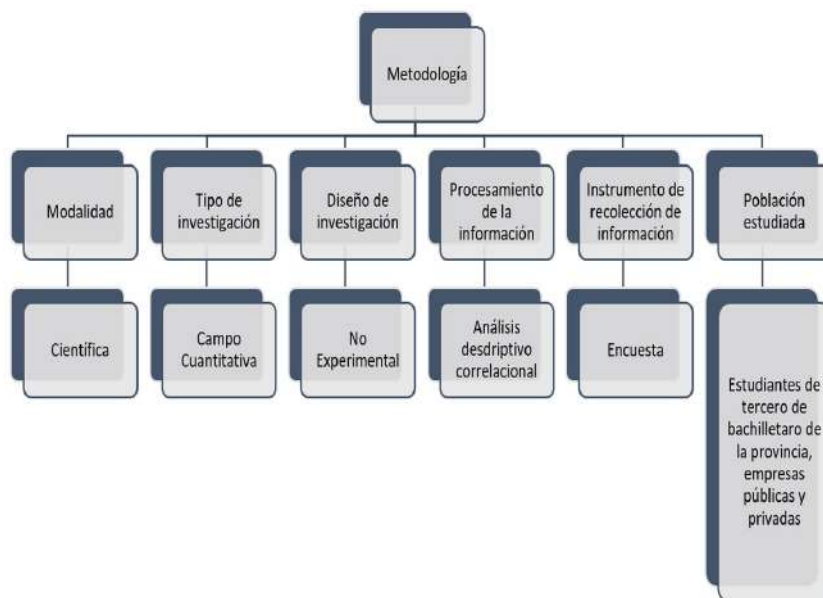 Metodología
Modalidad
Tipo de
investigación
Diseño de
investigación
Procesamiento
de la
información
Instrumento de
recolección de
información
Población
estudiada
Científica
Campo
Cuantitativa
No
Experimental
Análisis
desdriptivo
correlacional
Encuesta
Estudiantes de
tercero de
bachilletaro de
la provincia,
empresas
públicas y
privadas